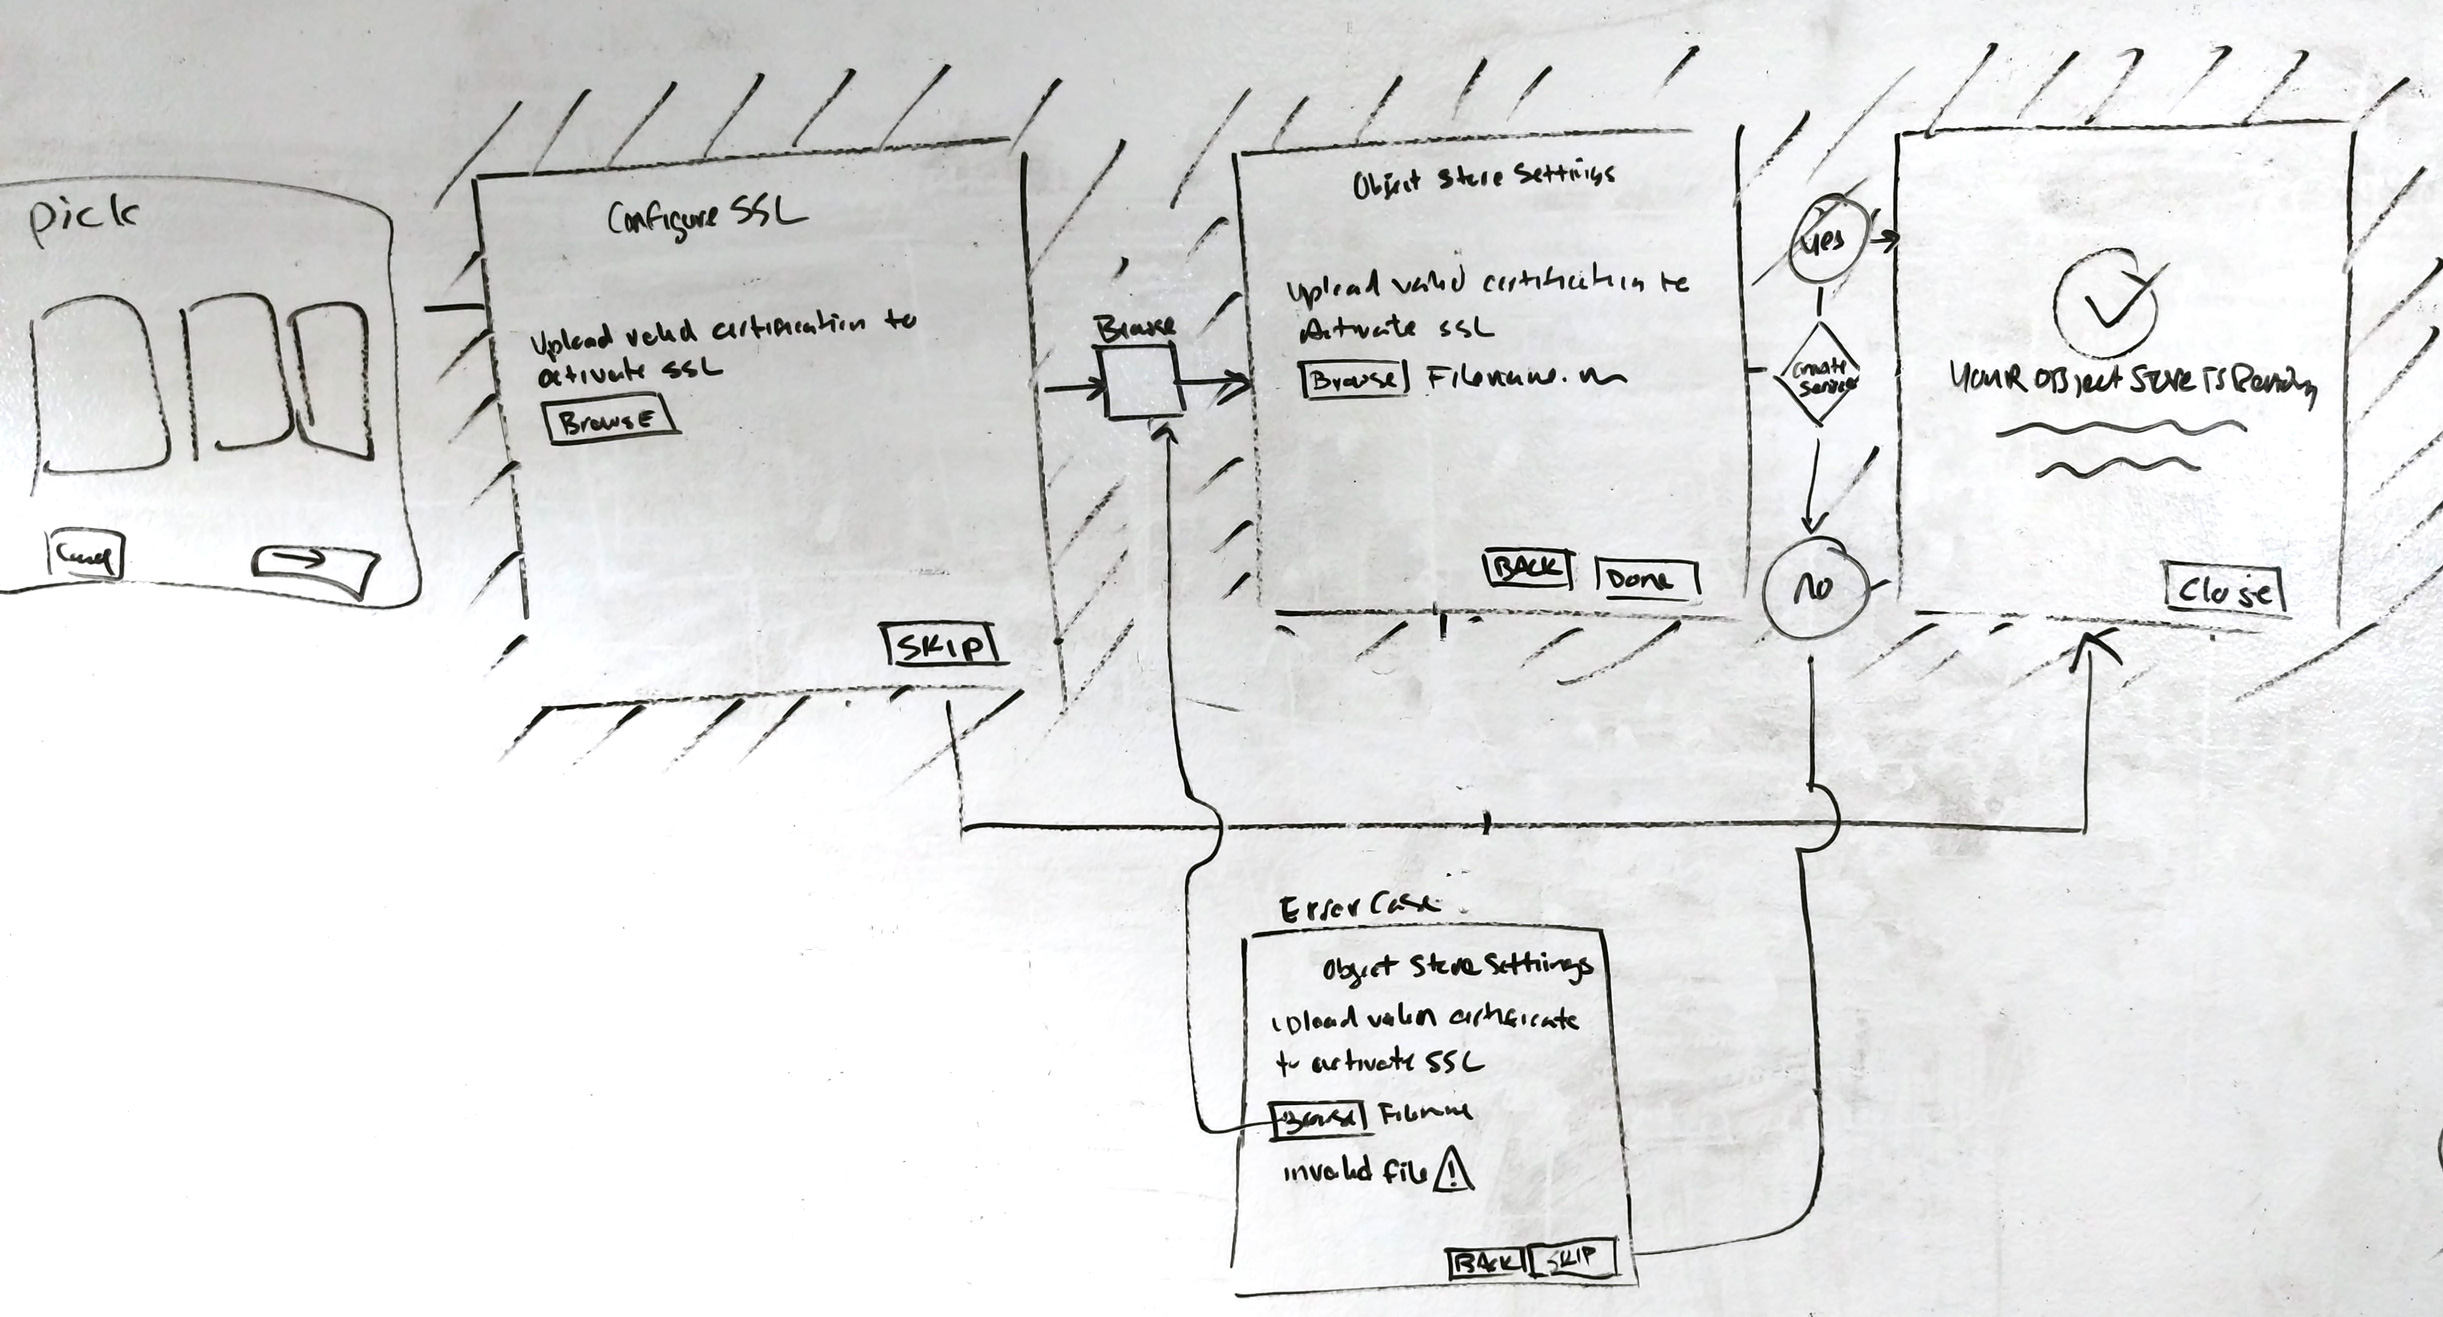 Pick
Cancel
Configure SSL
Upload valid certification to
activate SSL
BROWSE
SKIP
Browse
Object Store Settings
Upload valid certification to
Activate SSL
Browse Filename.
BACK Done
yes
create
service
no
YOUR OBJect Store IS Ready
Close
Error Case
Object Store Settings
Upload valid certificate
to activate SSL
Browse Filename
invalid file
BACK SKIP